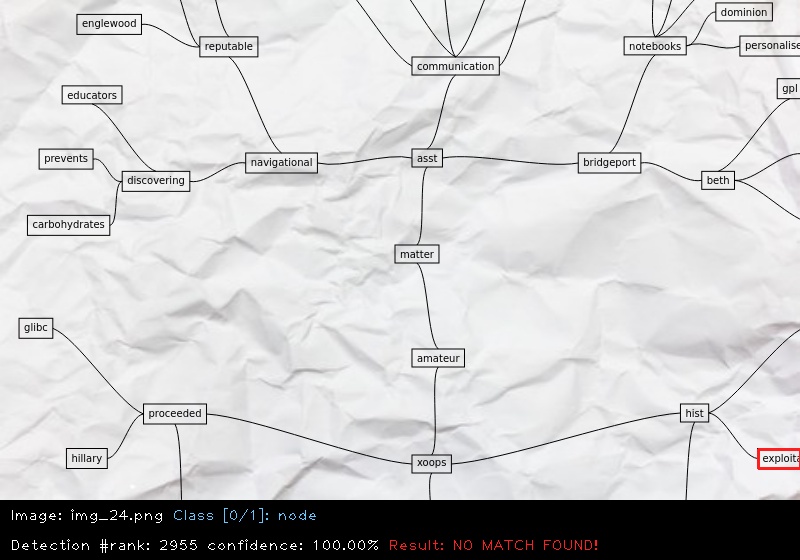 dominion
englewood
reputable
notebooks
personalise
communication
gpl
educators
prevents
navigational
asst
bridgeport
discovering
beth
carbohydrates
matter
glibc
amateur
proceeded
hist
hillary
xoops
exploita
Image: img_24.png Class [0/1]: node
Detection #rank: 2955 confidence: 100.00% Result: NO MATCH FOUND!